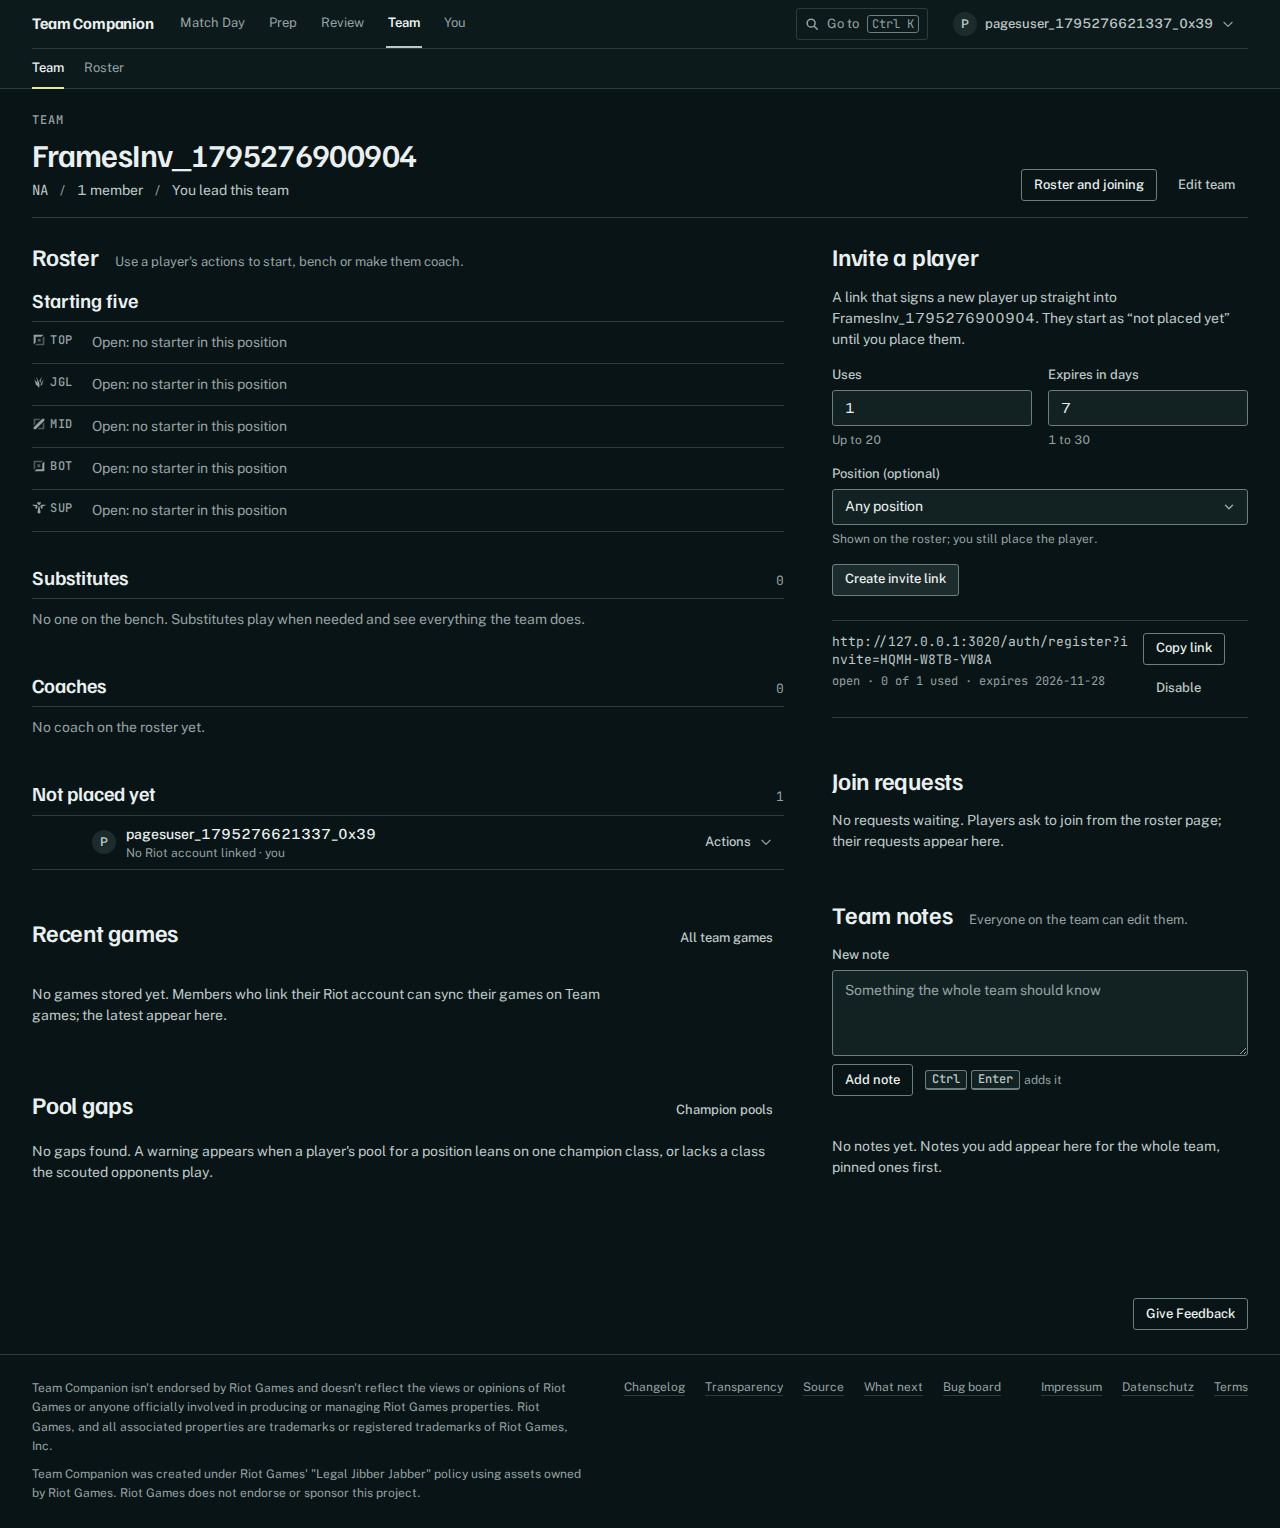 Team Companion Match Day Prep Review Team You Go to Ctrl K P pagesuser_1795276621337_0x39
Team Roster
TEAM
FramesInv_1795276900904
NA / 1 member / You lead this team
Roster and joining Edit team
Roster Use a player's actions to start, bench or make them coach.
Starting five
TOP Open: no starter in this position
JGL Open: no starter in this position
MID Open: no starter in this position
BOT Open: no starter in this position
SUP Open: no starter in this position
Substitutes 0
No one on the bench. Substitutes play when needed and see everything the team does.
Coaches 0
No coach on the roster yet.
Not placed yet 1
P pagesuser_1795276621337_0x39
No Riot account linked · you
Actions
Recent games All team games
No games stored yet. Members who link their Riot account can sync their games on Team
games; the latest appear here.
Pool gaps Champion pools
No gaps found. A warning appears when a player's pool for a position leans on one champion class, or lacks a class
the scouted opponents play.
Invite a player
A link that signs a new player up straight into
FramesInv_1795276900904. They start as “not placed yet”
until you place them.
Uses Expires in days
1 7
Up to 20 1 to 30
Position (optional)
Any position
Shown on the roster; you still place the player.
Create invite link
http://127.0.0.1:3020/auth/register?i
nvite=HQMH-W8TB-YW8A
open · 0 of 1 used · expires 2026-11-28
Copy link
Disable
Join requests
No requests waiting. Players ask to join from the roster page;
their requests appear here.
Team notes Everyone on the team can edit them.
New note
Something the whole team should know
Add note Ctrl Enter adds it
No notes yet. Notes you add appear here for the whole team,
pinned ones first.
Give Feedback
Team Companion isn't endorsed by Riot Games and doesn't reflect the views or opinions of Riot
Games or anyone officially involved in producing or managing Riot Games properties. Riot
Games, and all associated properties are trademarks or registered trademarks of Riot Games,
Inc.
Team Companion was created under Riot Games' "Legal Jibber Jabber" policy using assets owned
by Riot Games. Riot Games does not endorse or sponsor this project.
Changelog Transparency Source What next Bug board Impressum Datenschutz Terms